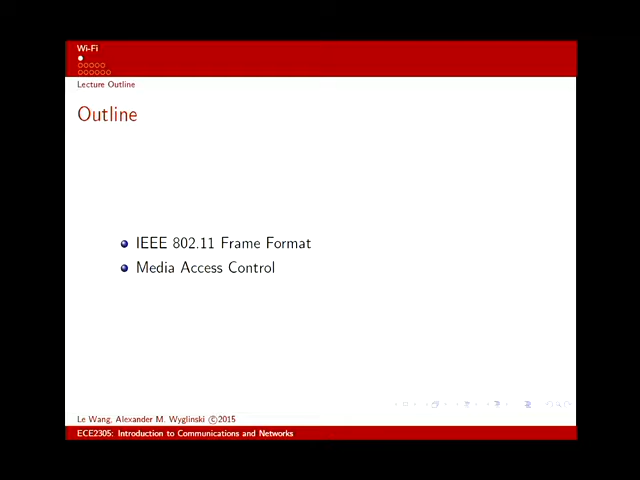 Wi-Fi
Lecture Outline
Outline
IEEE 802.11 Frame Format
Media Access Control
Le Wang, Alexander M. Wyglinski ©2015
ECE2305: Introduction to Communications and Networks